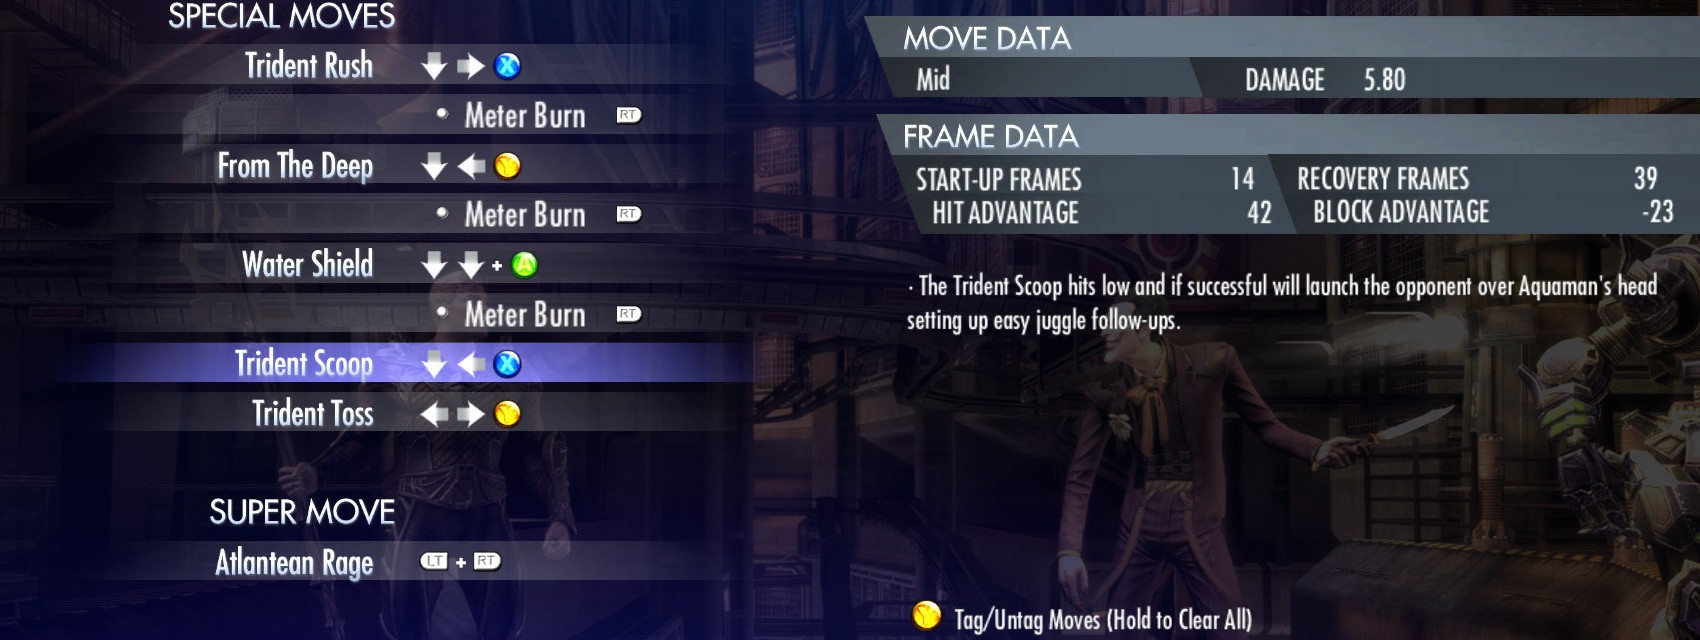 SPECIAL MOVES
Trident Rush X
Meter Burn RT
From The Deep Y
Meter Burn RT
Water Shield + A
Meter Burn RT
Trident Scoop X
Trident Toss Y
SUPER MOVE
Atlantean Rage LT + RT
MOVE DATA
Mid DAMAGE 5.80
FRAME DATA
START-UP FRAMES 14 RECOVERY FRAMES 39
HIT ADVANTAGE 42 BLOCK ADVANTAGE -23
· The Trident Scoop hits low and if successful will launch the opponent over Aquaman's head
setting up easy juggle follow-ups.
Y Tag/Untag Moves (Hold to Clear All)